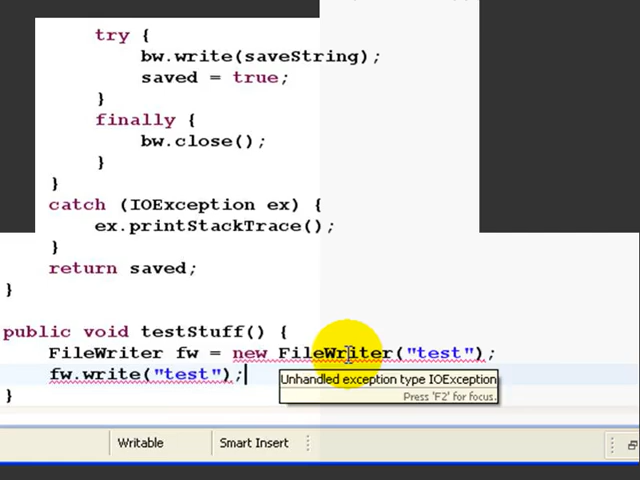 try {
bw.write(saveString);
saved = true;
}
finally {
bw.close();
}
}
catch (IOException ex) {
ex.printStackTrace();
}
return saved;
}
public void testStuff() {
FileWriter fw = new FileWriter("test");
fw.write("test");
Unhandled exception type IOException
Press 'F2' for focus.
}
Writable
Smart Insert